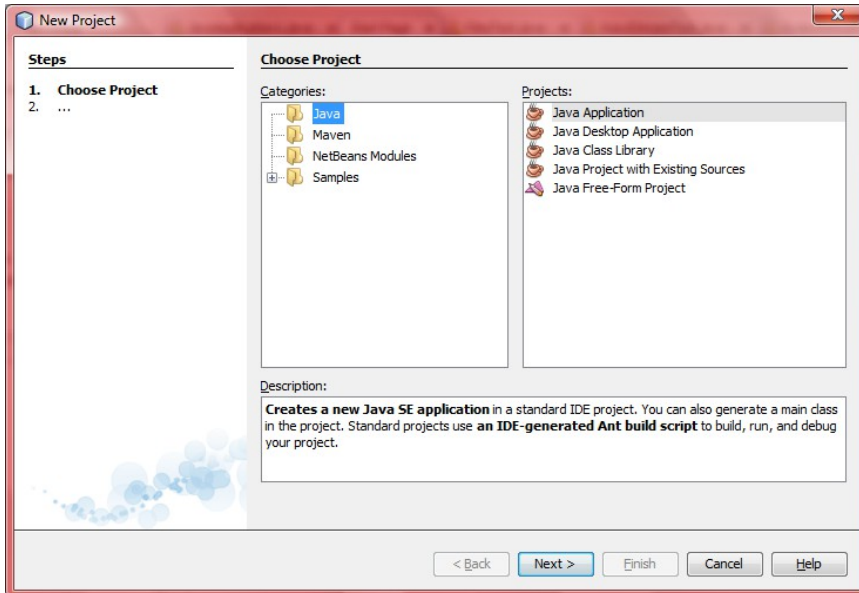 New Project
Steps
1. Choose Project
2. ...
Choose Project
Categories:
Java
Maven
NetBeans Modules
Samples
Projects:
Java Application
Java Desktop Application
Java Class Library
Java Project with Existing Sources
Java Free-Form Project
Description:
Creates a new Java SE application in a standard IDE project. You can also generate a main class
in the project. Standard projects use an IDE-generated Ant build script to build, run, and debug
your project.
< Back Next > Finish Cancel Help